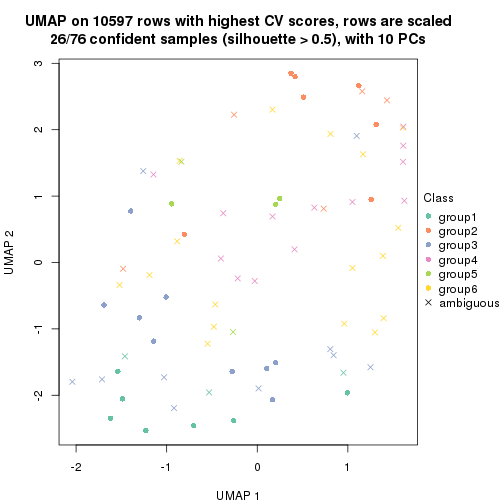 UMAP on 10597 rows with highest CV scores, rows are scaled
26/76 confident samples (silhouette > 0.5), with 10 PCs
3
2
1
0
-1
-2
UMAP 2
-2
-1
0
1
UMAP 1
Class
group1
group2
group3
group4
group5
group6
ambiguous